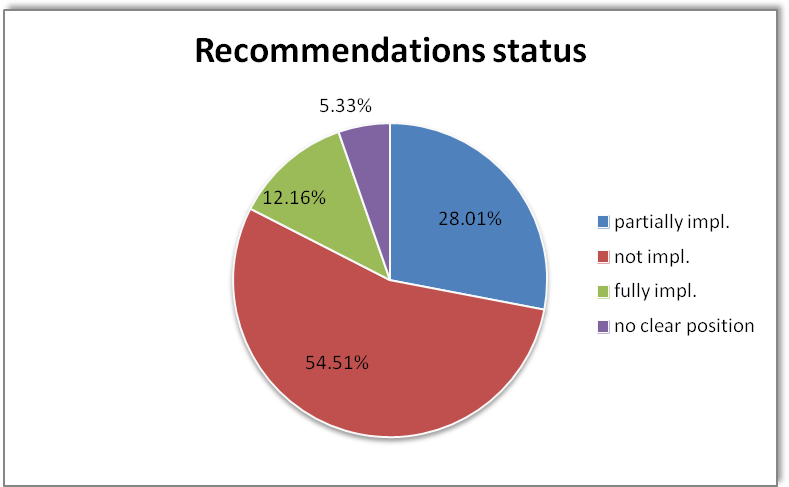 Recommendations status
5.33%
12.16%
28.01%
54.51%
partially impl.
not impl.
fully impl.
no clear position